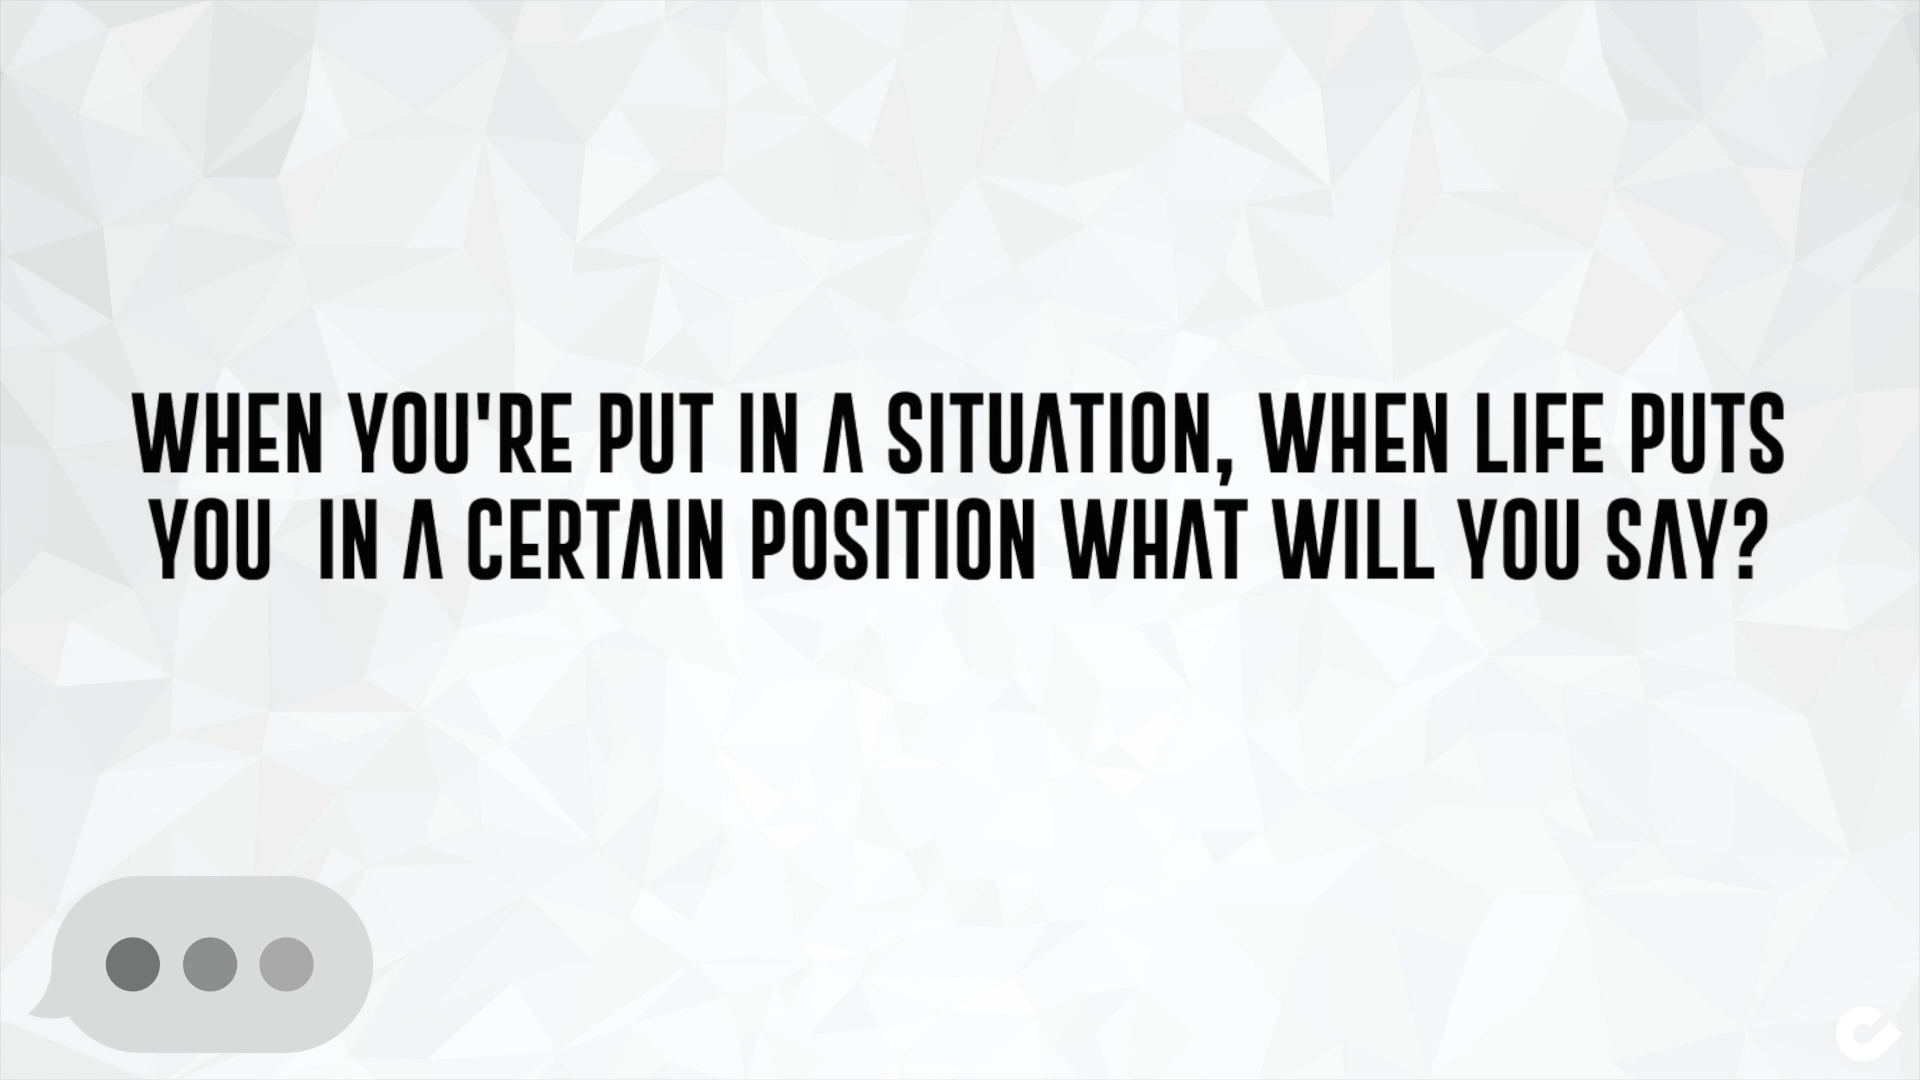 WHEN YOU'RE PUT IN A SITUATION, WHEN LIFE PUTS
YOU  IN A CERTAIN POSITION WHAT WILL YOU SAY?